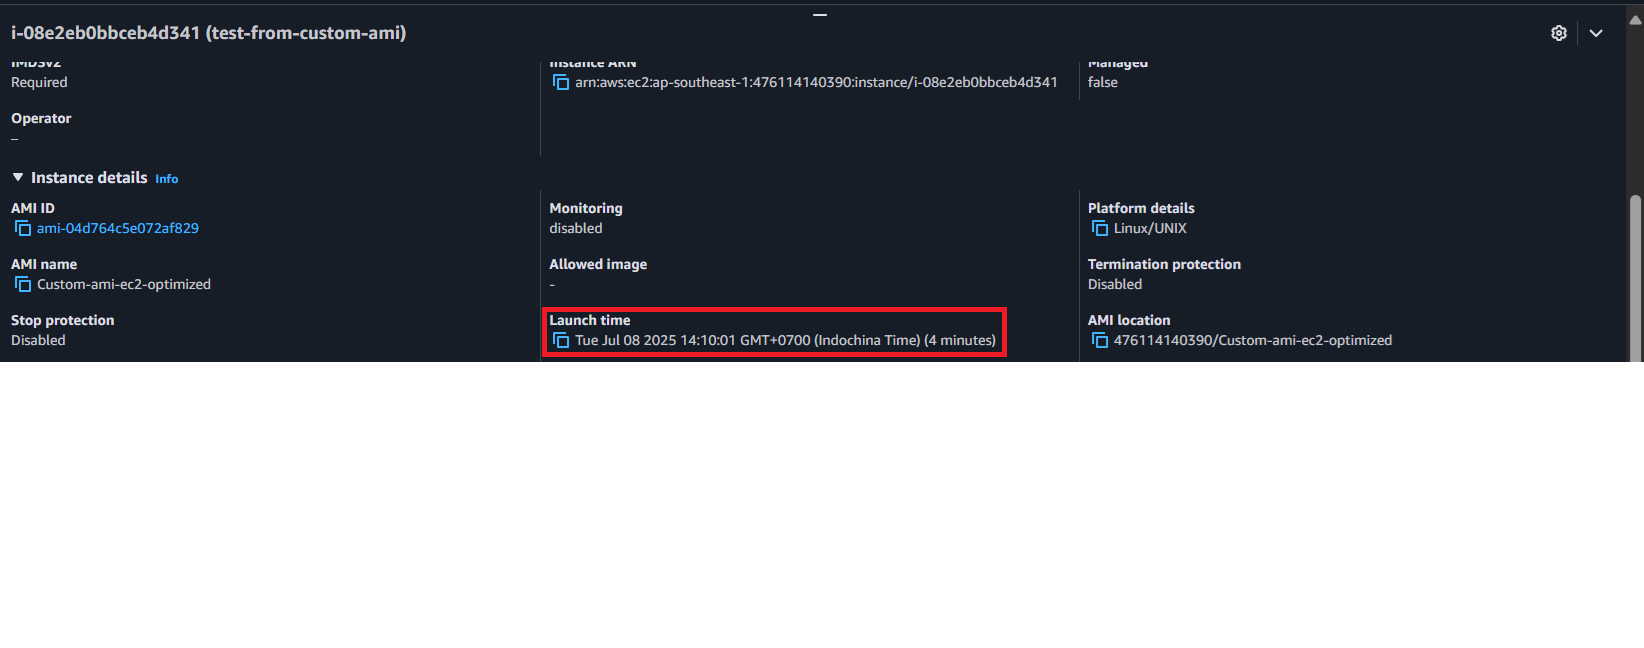 i-08e2eb0bbceb4d341 (test-from-custom-ami)
IMDSv2
Required
Instance ARN
arn:aws:ec2:ap-southeast-1:476114140390:instance/i-08e2eb0bbceb4d341
Managed
false
Operator
–
Instance details Info
AMI ID
ami-04d764c5e072af829
Monitoring
disabled
Platform details
Linux/UNIX
AMI name
Custom-ami-ec2-optimized
Allowed image
-
Termination protection
Disabled
Stop protection
Disabled
Launch time
Tue Jul 08 2025 14:10:01 GMT+0700 (Indochina Time) (4 minutes)
AMI location
476114140390/Custom-ami-ec2-optimized